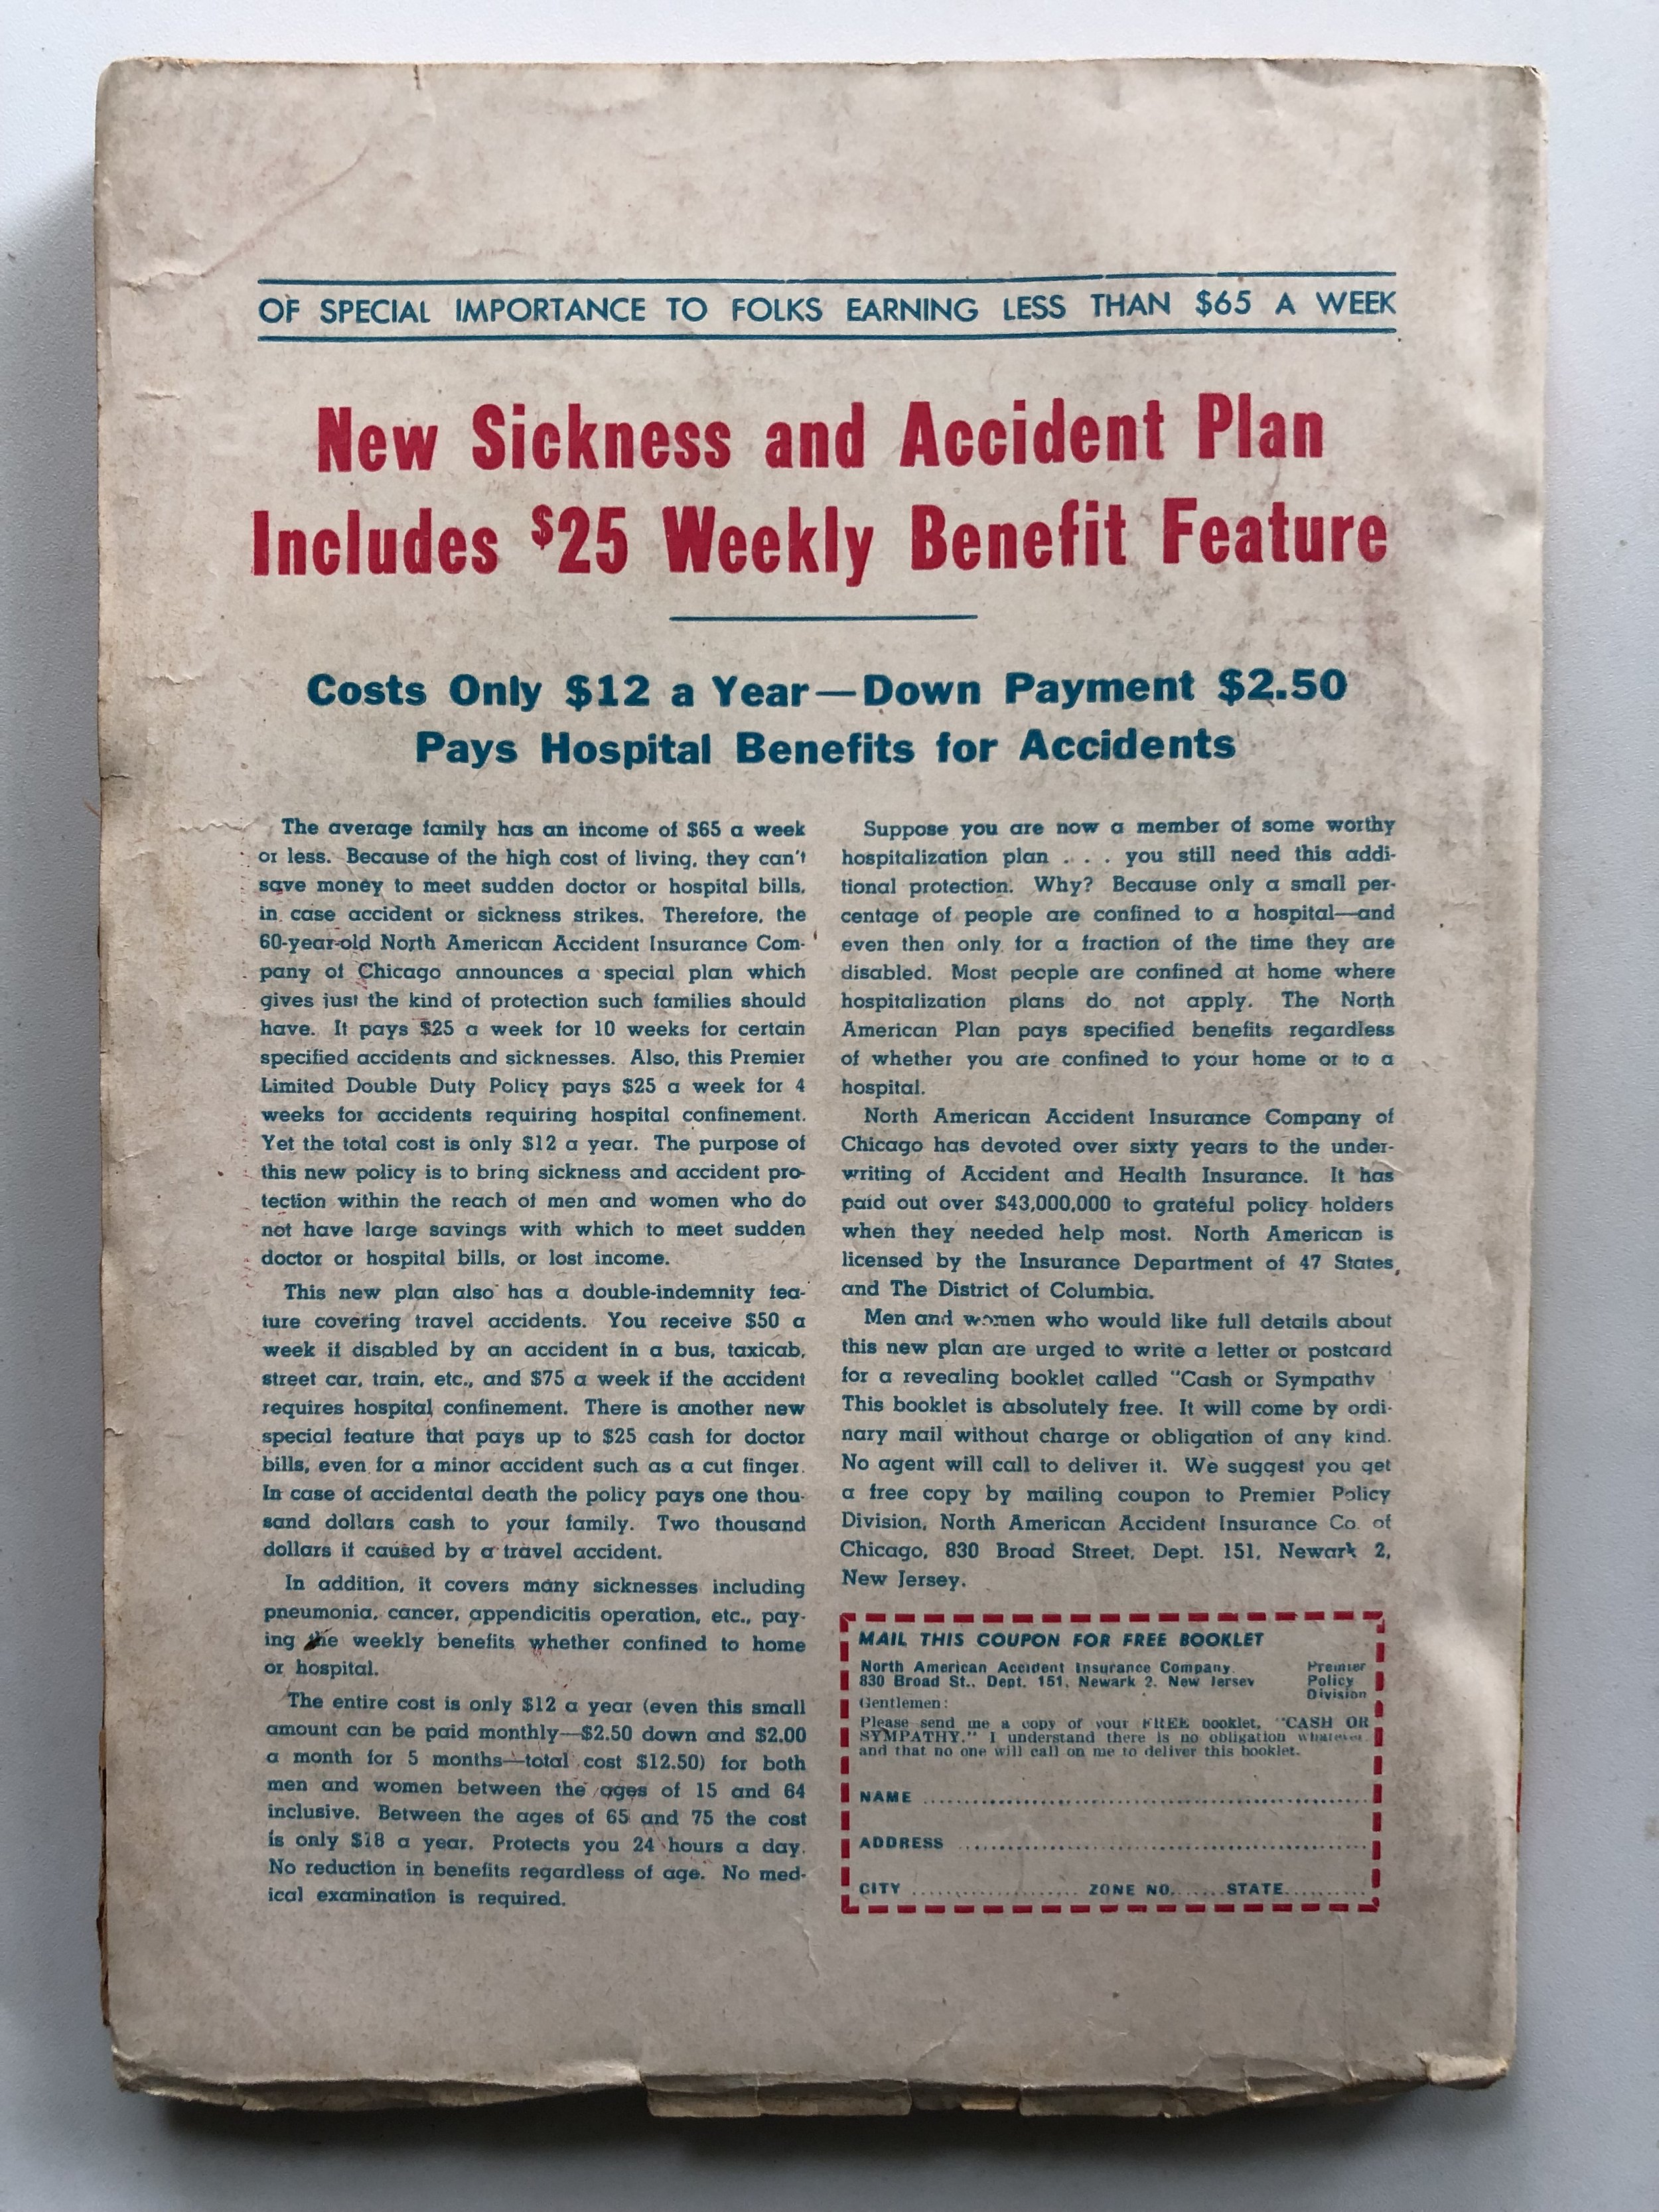 OF SPECIAL IMPORTANCE TO FOLKS EARNING LESS THAN $65 A WEEK
New Sickness and Accident Plan
Includes $25 Weekly Benefit Feature
Costs Only $12 a Year—Down Payment $2.50
Pays Hospital Benefits for Accidents
The average family has an income of $65 a week
or less. Because of the high cost of living, they can't
save money to meet sudden doctor or hospital bills,
in case accident or sickness strikes. Therefore, the
60-year-old North American Accident Insurance Com-
pany of Chicago announces a special plan which
gives just the kind of protection such families should
have. It pays $25 a week for 10 weeks for certain
specified accidents and sicknesses. Also, this Premier
Limited Double Duty Policy pays $25 a week for 4
weeks for accidents requiring hospital confinement.
Yet the total cost is only $12 a year. The purpose of
this new policy is to bring sickness and accident pro-
tection within the reach of men and women who do
not have large savings with which to meet sudden
doctor or hospital bills, or lost income.
This new plan also has a double-indemnity fea-
ture covering travel accidents. You receive $50 a
week if disabled by an accident in a bus, taxicab,
street car, train, etc., and $75 a week if the accident
requires hospital confinement. There is another new
special feature that pays up to $25 cash for doctor
bills, even for a minor accident such as a cut finger.
In case of accidental death the policy pays one thou-
sand dollars cash to your family. Two thousand
dollars if caused by a travel accident.
In addition, it covers many sicknesses including
pneumonia, cancer, appendicitis operation, etc., pay-
ing the weekly benefits whether confined to home
or hospital.
The entire cost is only $12 a year (even this small
amount can be paid monthly—$2.50 down and $2.00
a month for 5 months—total cost $12.50) for both
men and women between the ages of 15 and 64
inclusive. Between the ages of 65 and 75 the cost
is only $18 a year. Protects you 24 hours a day.
No reduction in benefits regardless of age. No med-
ical examination is required.
Suppose you are now a member of some worthy
hospitalization plan . . . you still need this addi-
tional protection. Why? Because only a small per-
centage of people are confined to a hospital—and
even then only for a fraction of the time they are
disabled. Most people are confined at home where
hospitalization plans do not apply. The North
American Plan pays specified benefits regardless
of whether you are confined to your home or to a
hospital.
North American Accident Insurance Company of
Chicago has devoted over sixty years to the under-
writing of Accident and Health Insurance. It has
paid out over $43,000,000 to grateful policy holders
when they needed help most. North American is
licensed by the Insurance Department of 47 States,
and The District of Columbia.
Men and women who would like full details about
this new plan are urged to write a letter or postcard
for a revealing booklet called "Cash or Sympathy
This booklet is absolutely free. It will come by ordi-
nary mail without charge or obligation of any kind.
No agent will call to deliver it. We suggest you get
a free copy by mailing coupon to Premier Policy
Division, North American Accident Insurance Co. of
Chicago, 830 Broad Street, Dept. 151, Newark 2,
New Jersey.
MAIL THIS COUPON FOR FREE BOOKLET
North American Accident Insurance Company. Premier
830 Broad St., Dept. 151, Newark 2, New Jersey Policy
Division
Gentlemen:
Please send me a copy of your FREE booklet, "CASH OR
SYMPATHY." I understand there is no obligation whatever
and that no one will call on me to deliver this booklet.
NAME
ADDRESS
CITY ZONE NO. STATE